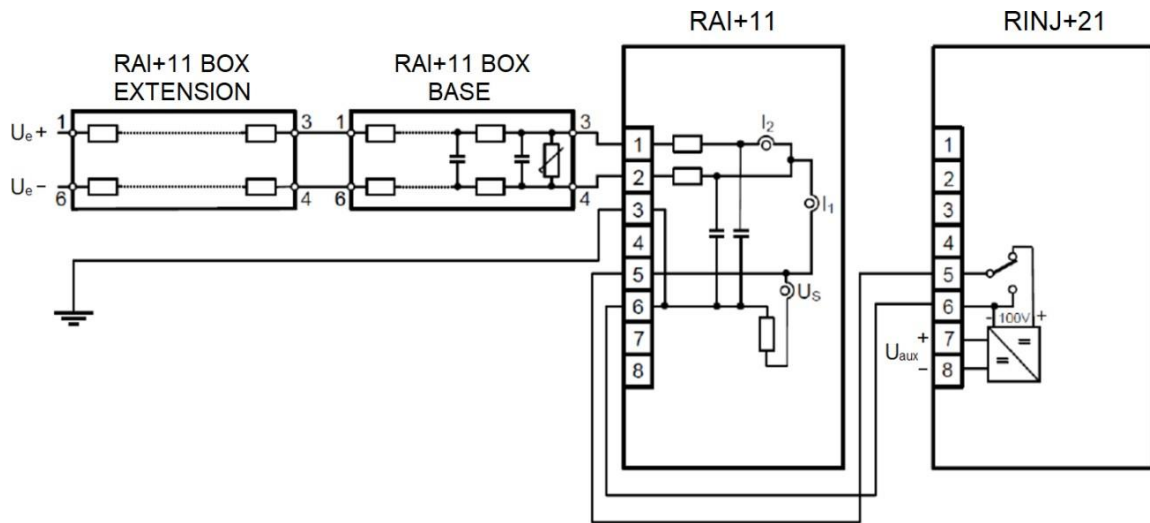 RAI+11
RINJ+21
RAI+11 BOX
EXTENSION
RAI+11 BOX
BASE
1
3
1
3
Ue+
Ue−
6
4
6
4
1
2
3
4
5
6
7
8
I2
I1
US
1
2
3
4
5
6
7
8
- 100V +
Uaux
+
−
=
=